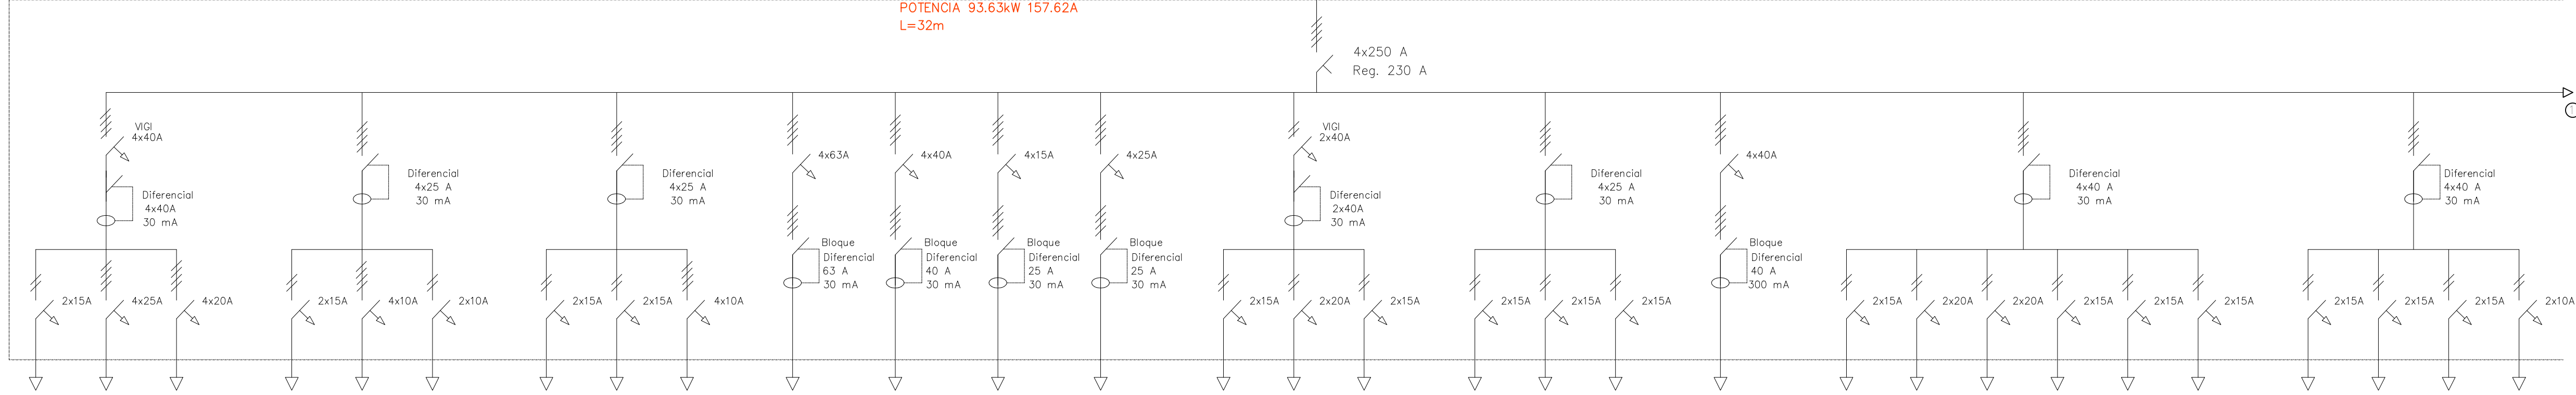 POTENCIA 93.63kW 157.62A
L=32m
4x250 A
Reg. 230 A
VIGI
4x40A
Diferencial
4x40A
30 mA
2x15A
4x25A
4x20A
Diferencial
4x25 A
30 mA
2x15A
4x10A
2x10A
Diferencial
4x25 A
30 mA
2x15A
2x15A
4x10A
4x63A
Bloque
Diferencial
63 A
30 mA
4x40A
Bloque
Diferencial
40 A
30 mA
4x15A
Bloque
Diferencial
25 A
30 mA
4x25A
Bloque
Diferencial
25 A
30 mA
VIGI
2x40A
Diferencial
2x40A
30 mA
2x15A
2x20A
2x15A
Diferencial
4x25 A
30 mA
2x15A
2x15A
2x15A
4x40A
Bloque
Diferencial
40 A
300 mA
Diferencial
4x40 A
30 mA
2x15A
2x20A
2x20A
2x15A
2x15A
2x15A
Diferencial
4x40 A
30 mA
2x15A
2x15A
2x15A
2x10A